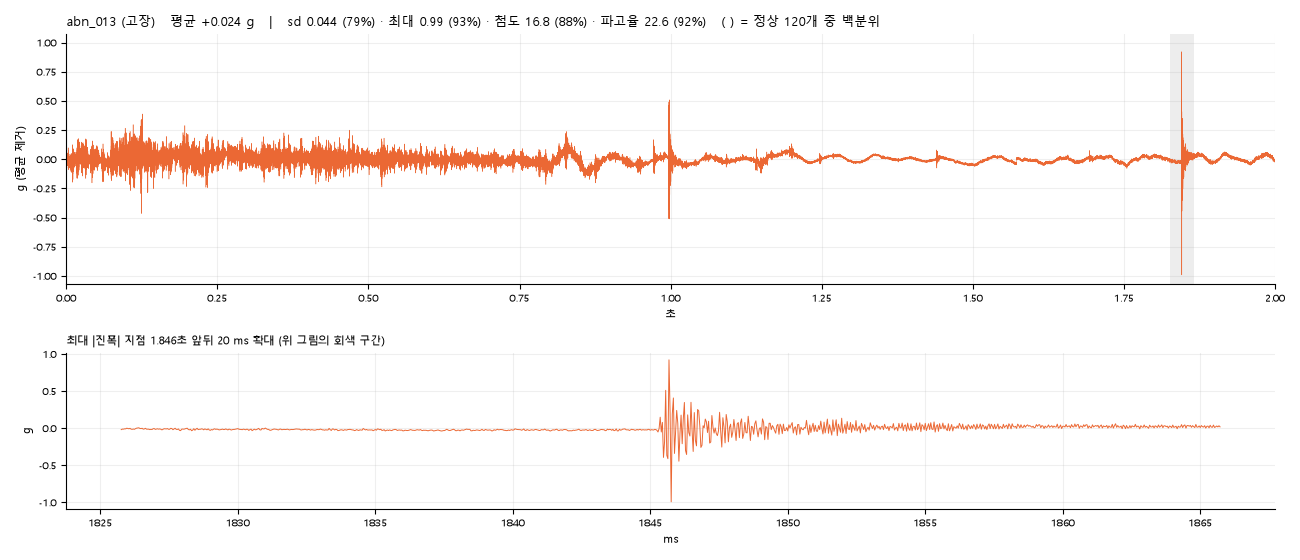 abn_013 (고장) 평균 +0.024 g | sd 0.044 (79%) · 최대 0.99 (93%) · 첨도 16.8 (88%) · 파고율 22.6 (92%) ( ) = 정상 120개 중 백분위
1.00
0.75
0.50
0.25
0.00
-0.25
-0.50
-0.75
-1.00
g (평균 제거)
0.00 0.25 0.50 0.75 1.00 1.25 1.50 1.75 2.00
초
최대 |진폭| 지점 1.846초 앞뒤 20 ms 확대 (위 그림의 회색 구간)
1.0
0.5
0.0
-0.5
-1.0
g
1825 1830 1835 1840 1845 1850 1855 1860 1865
ms